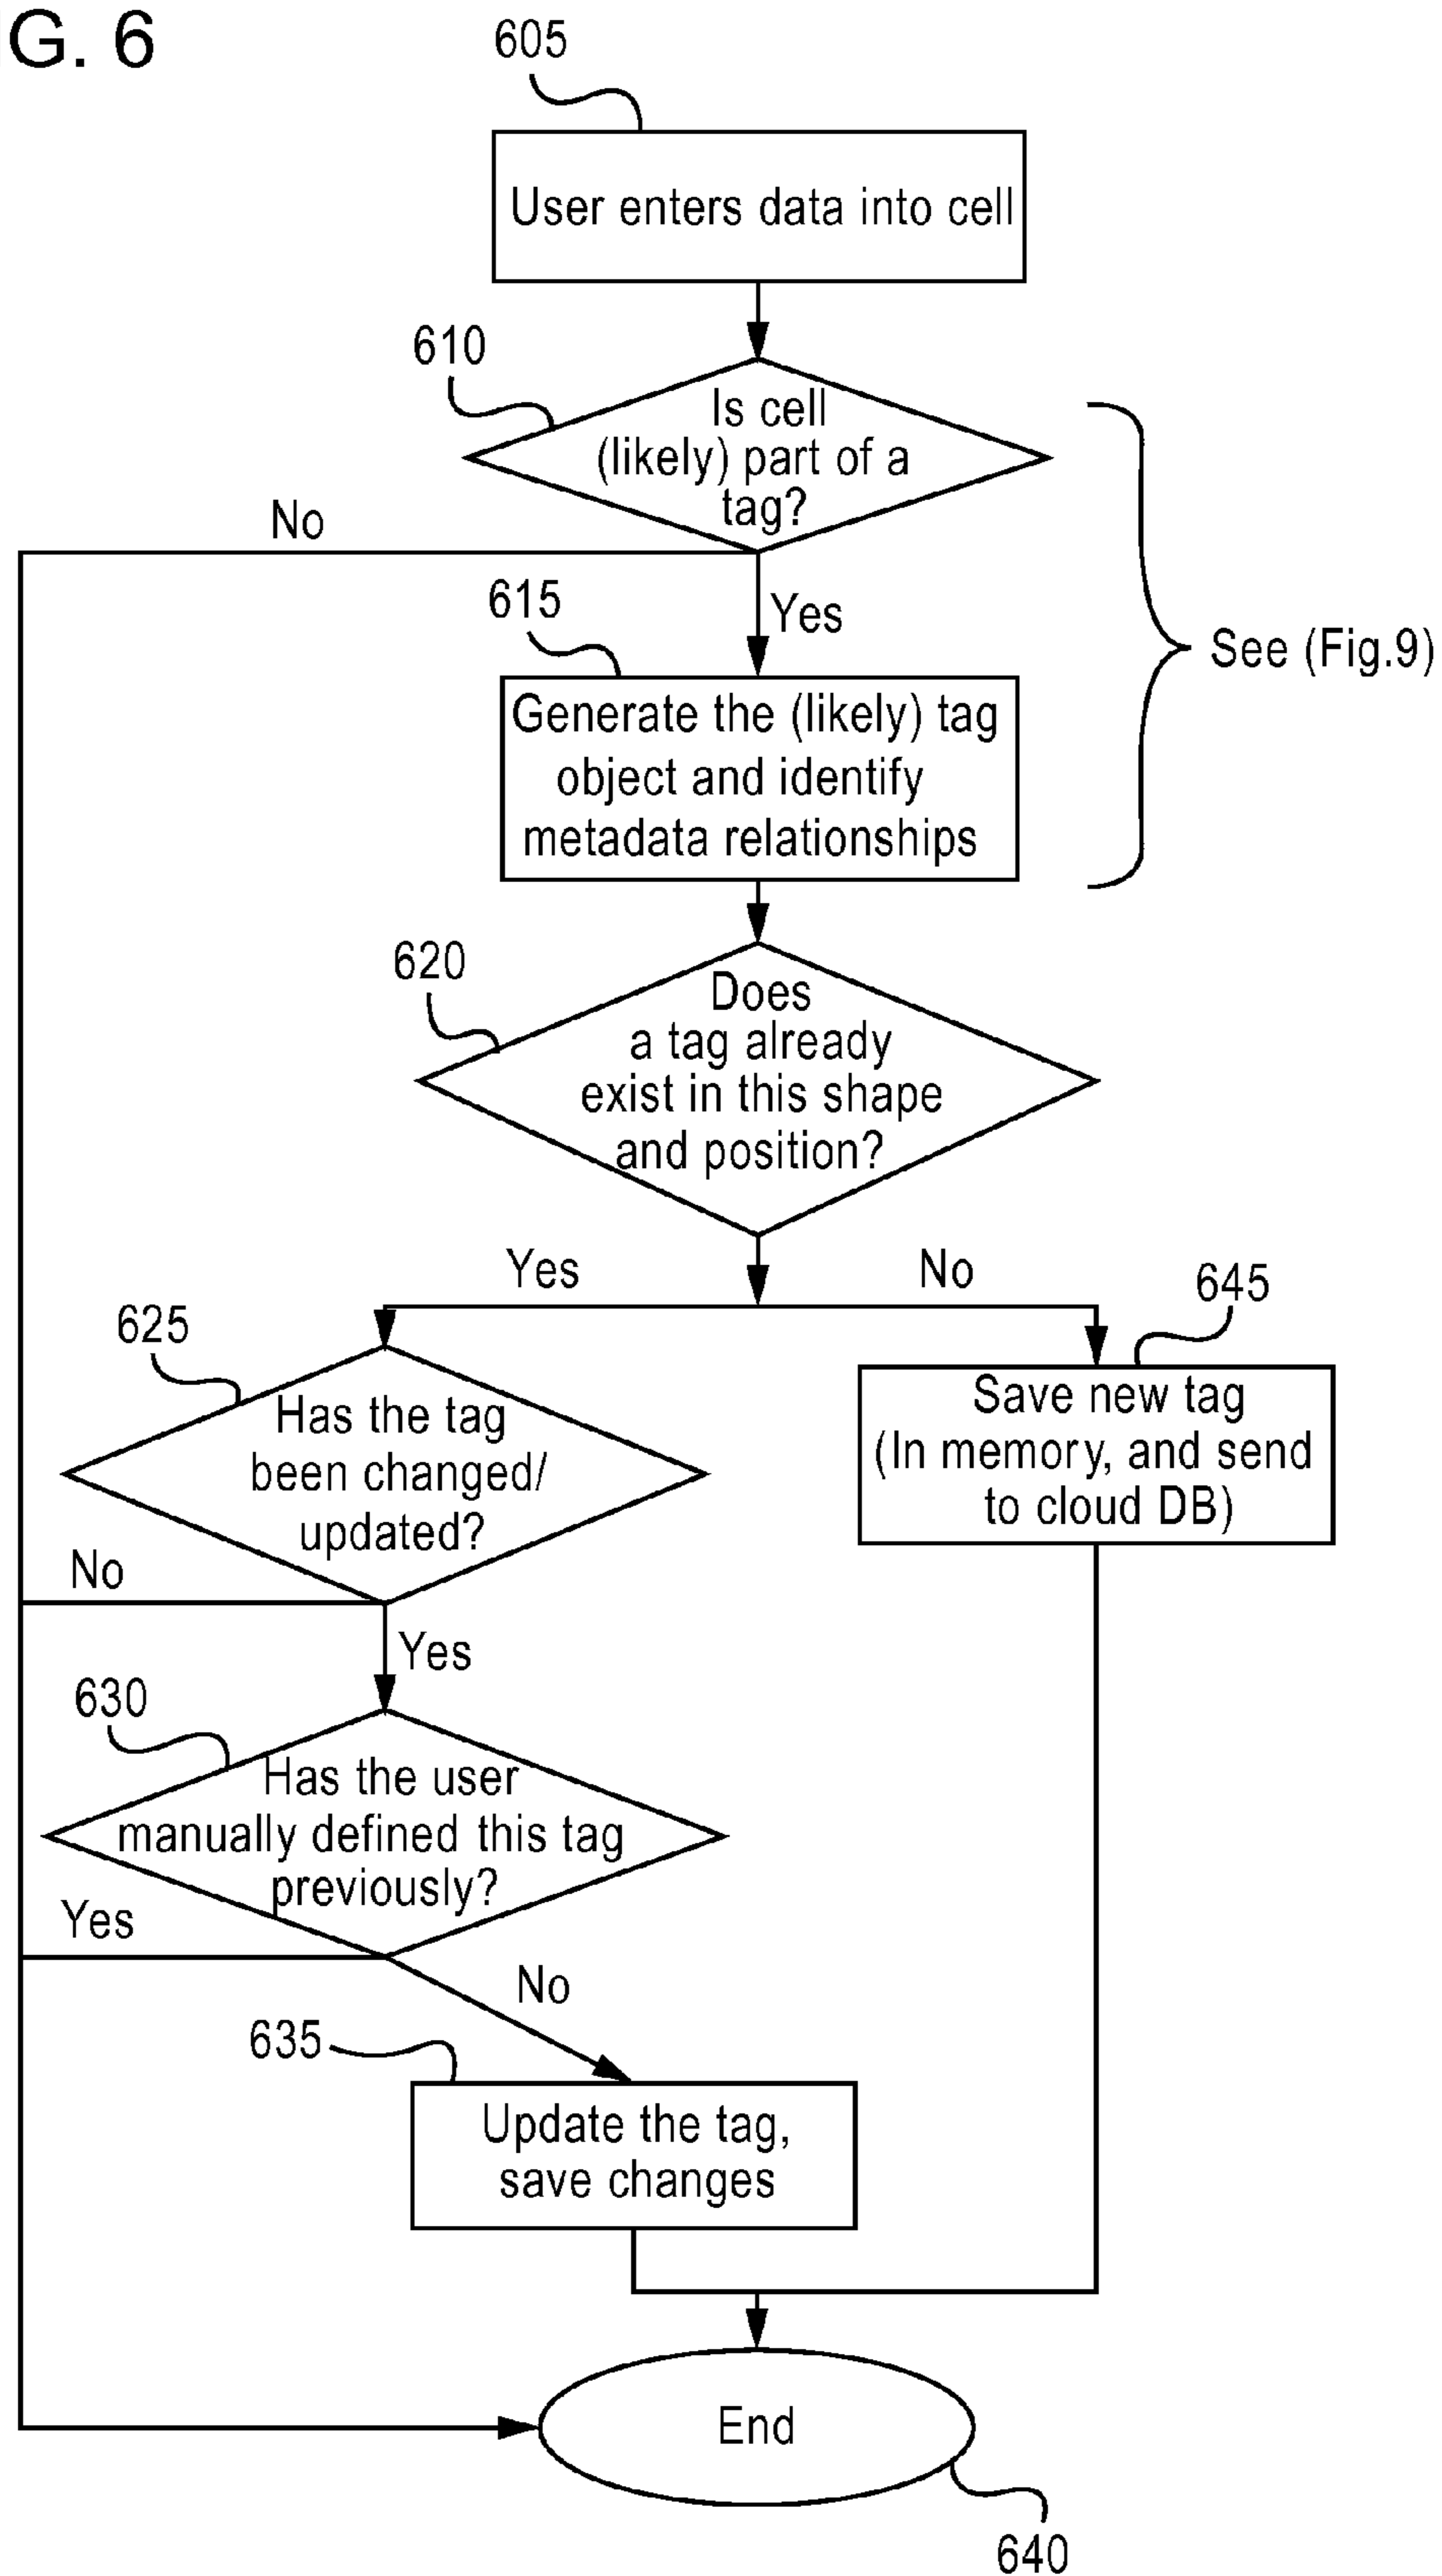 G. 6
605
User enters data into cell
610
Is cell
(likely) part of a
tag?
No
Yes
615
Generate the (likely) tag
object and identify
metadata relationships
See (Fig.9)
620
Does
a tag already
exist in this shape
and position?
Yes
No
625
Has the tag
been changed/
updated?
645
Save new tag
(In memory, and send
to cloud DB)
No
Yes
630
Has the user
manually defined this tag
previously?
Yes
No
635
Update the tag,
save changes
End
640